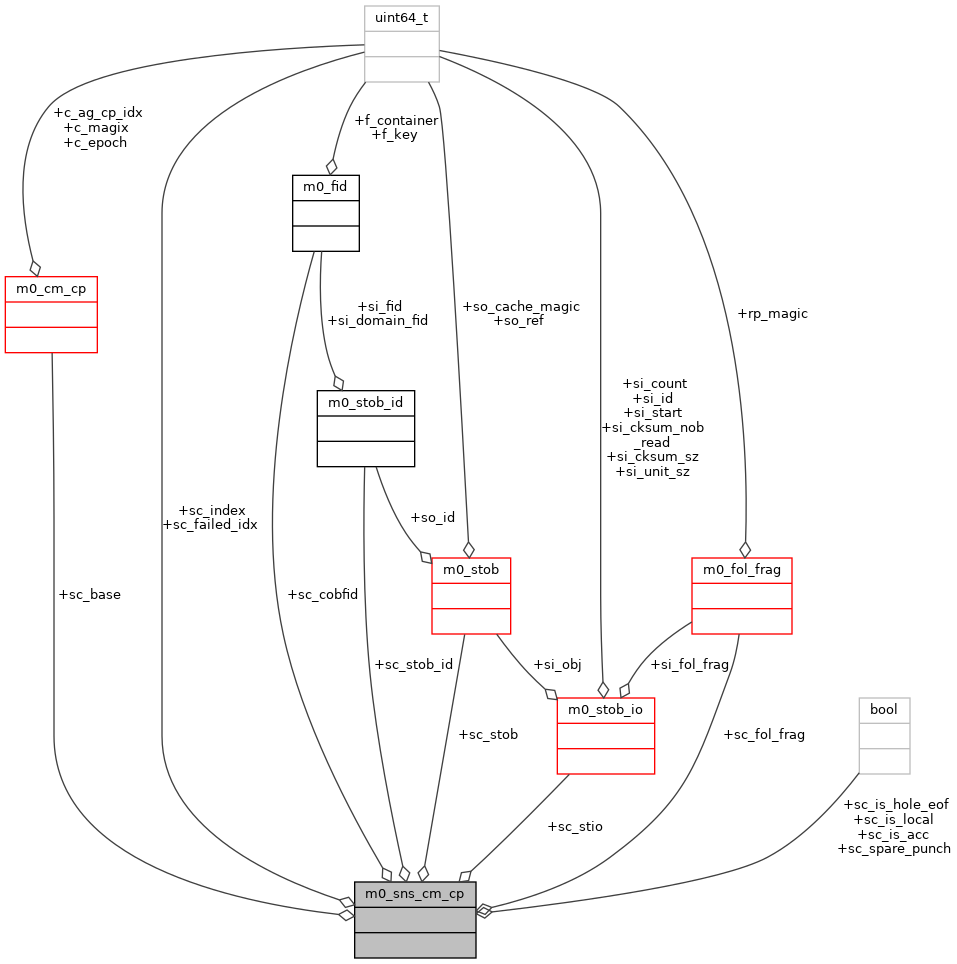 uint64_t
+c_ag_cp_idx
+c_magix
+c_epoch
+f_container
+f_key
m0_fid
m0_cm_cp
+si_fid
+si_domain_fid
+so_cache_magic
+so_ref
+rp_magic
+si_count
+si_id
+si_start
+si_cksum_nob
_read
+si_cksum_sz
+si_unit_sz
m0_stob_id
+sc_index
+sc_failed_idx
+so_id
m0_stob
m0_fol_frag
+sc_base
+sc_cobfid
+sc_stob_id
+si_obj
+si_fol_frag
m0_stob_io
bool
+sc_stob
+sc_fol_frag
+sc_is_hole_eof
+sc_is_local
+sc_is_acc
+sc_spare_punch
+sc_stio
m0_sns_cm_cp